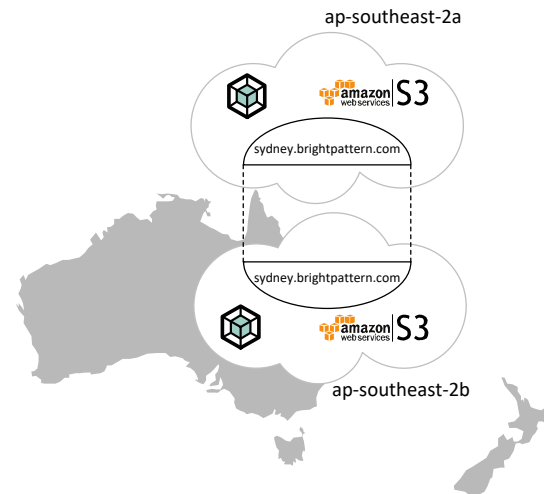 ap-southeast-2a
amazon
web services
S3
sydney.brightpattern.com
sydney.brightpattern.com
amazon
web services
S3
ap-southeast-2b